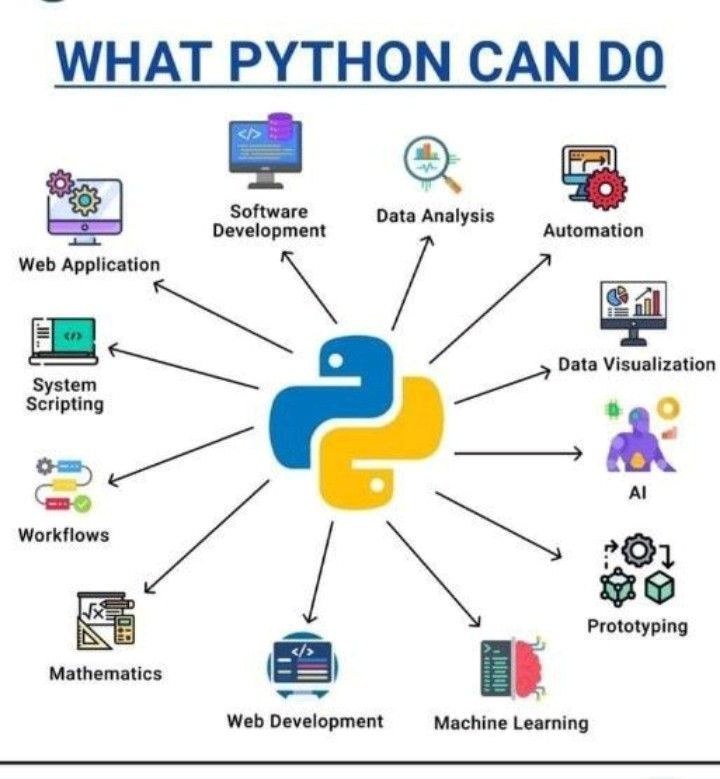 WHAT PYTHON CAN DO
Software
Development
Data Analysis
Automation
Web Application
Data Visualization
System
Scripting
AI
Workflows
Prototyping
Mathematics
Web Development
Machine Learning